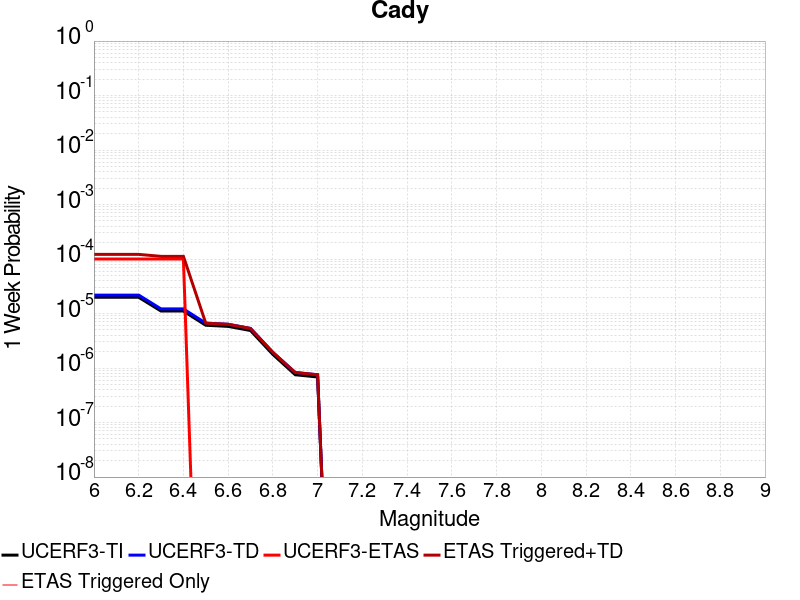 Cady
10^0
10^-1
10^-2
10^-3
10^-4
10^-5
10^-6
10^-7
10^-8
1 Week Probability
6 6.2 6.4 6.6 6.8 7 7.2 7.4 7.6 7.8 8 8.2 8.4 8.6 8.8 9
Magnitude
UCERF3-TI UCERF3-TD UCERF3-ETAS ETAS Triggered+TD
ETAS Triggered Only